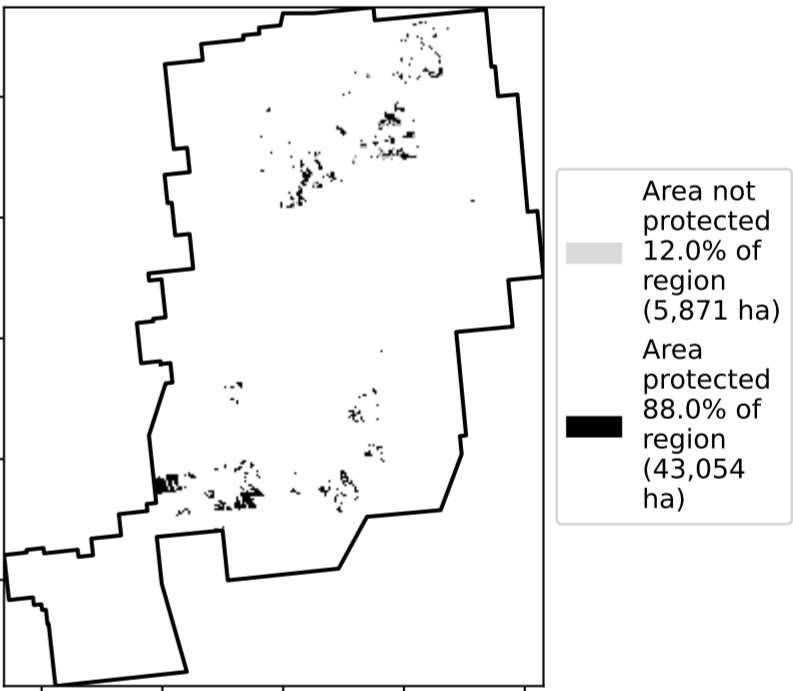 Area not
protected
12.0% of
region
(5,871 ha)
Area
protected
88.0% of
region
(43,054
ha)